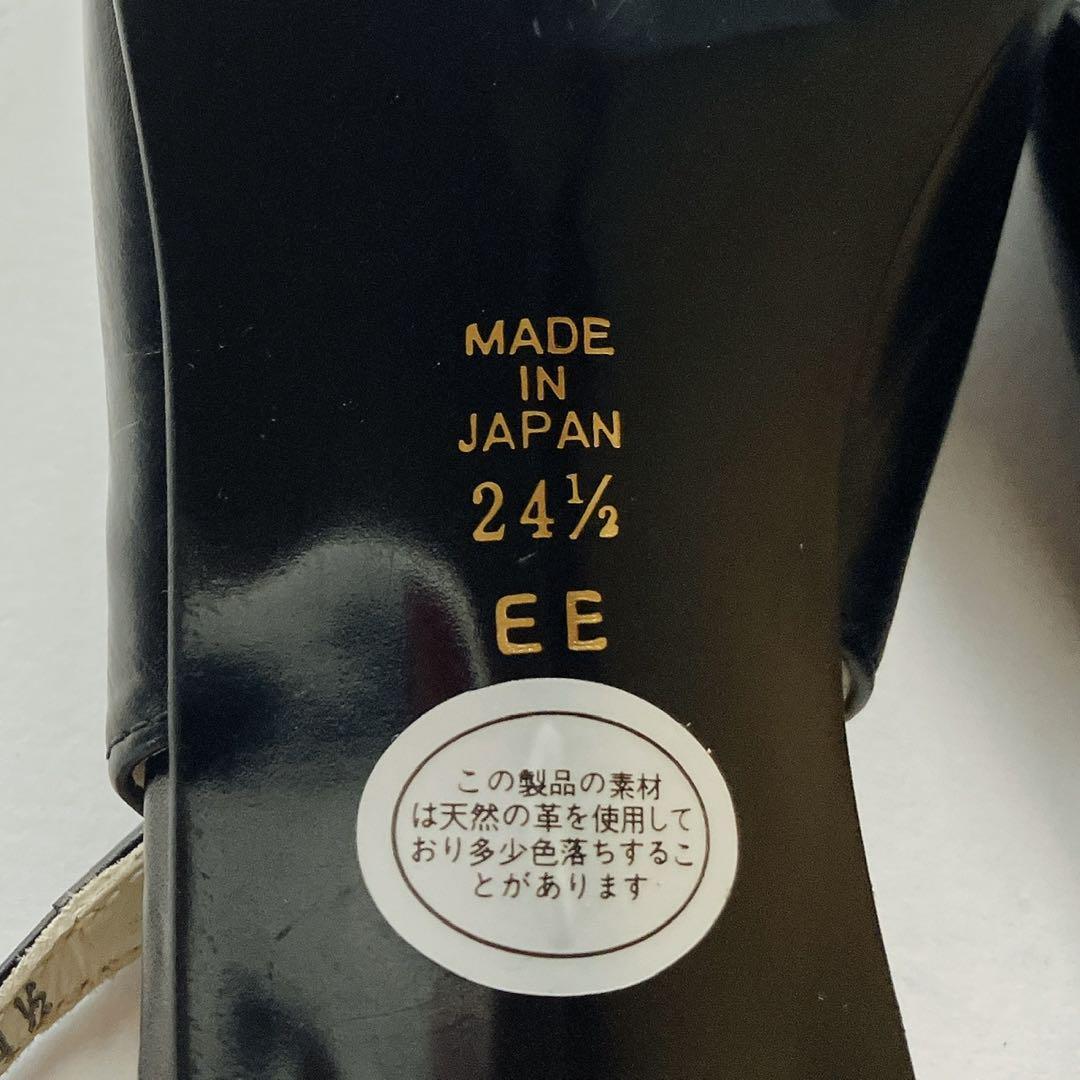 MADE
IN
JAPAN
24½
EE
この製品の素材
は天然の革を使用して
おり多少色落ちするこ
とがあります
½